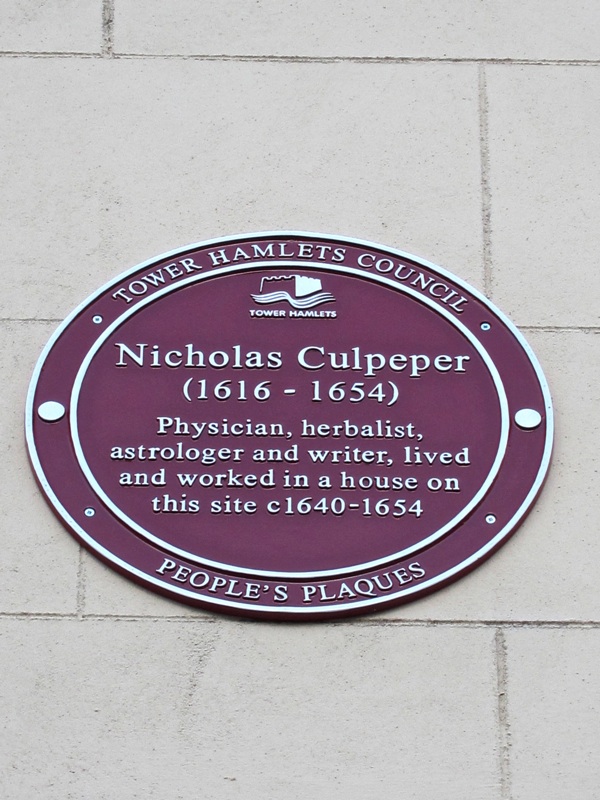 TOWER HAMLETS COUNCIL
TOWER HAMLETS
Nicholas Culpeper
(1616 - 1654)
Physician, herbalist,
astrologer and writer, lived
and worked in a house on
this site c1640-1654
PEOPLE'S PLAQUES